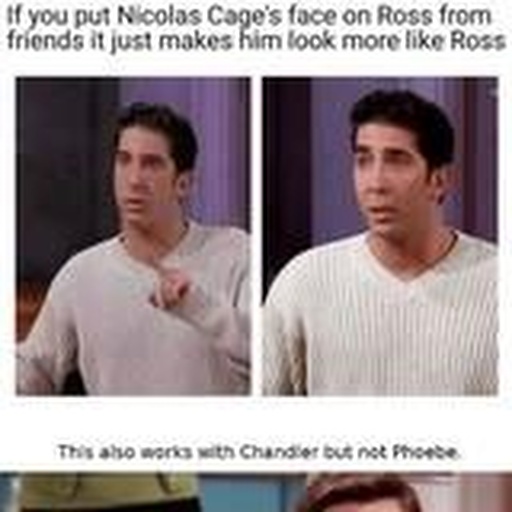 If you put Nicolas Cage's face on Ross from
friends it just makes him look more like Ross
This also works with Chandler but not Phoebe.